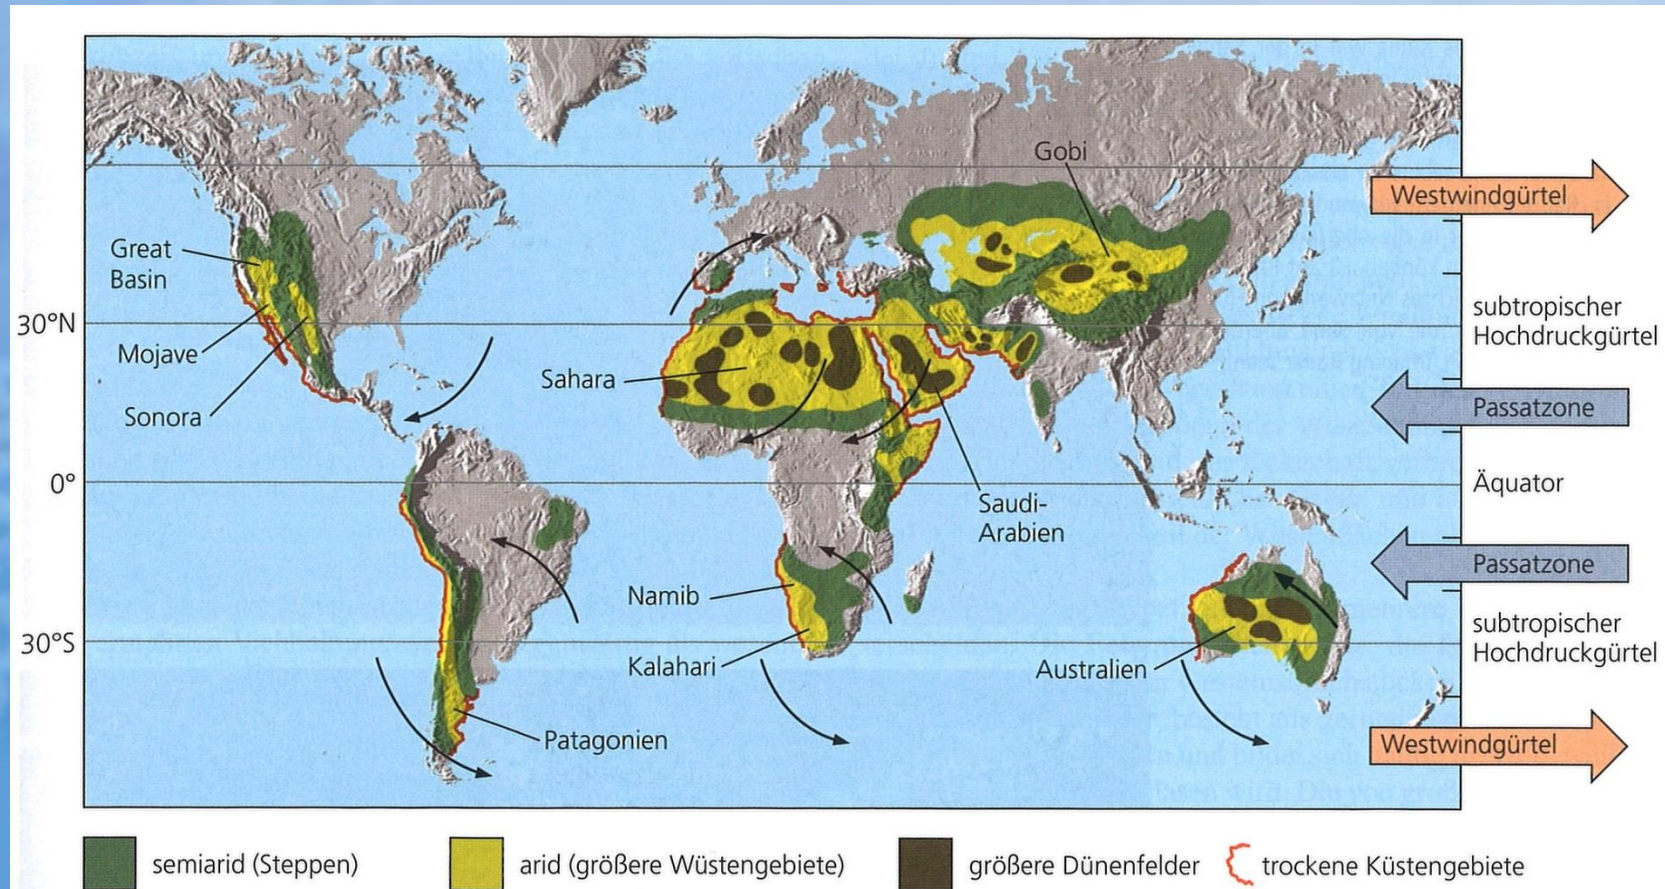 Gobi
Westwindgürtel
Great
Basin
30°N
subtropischer
Hochdruckgürtel
Mojave
Sahara
Sonora
Passatzone
0°
Äquator
Saudi-
Arabien
Passatzone
Namib
30°S
subtropischer
Hochdruckgürtel
Kalahari
Australien
Patagonien
Westwindgürtel
semiarid (Steppen)
arid (größere Wüstengebiete)
größere Dünenfelder
trockene Küstengebiete